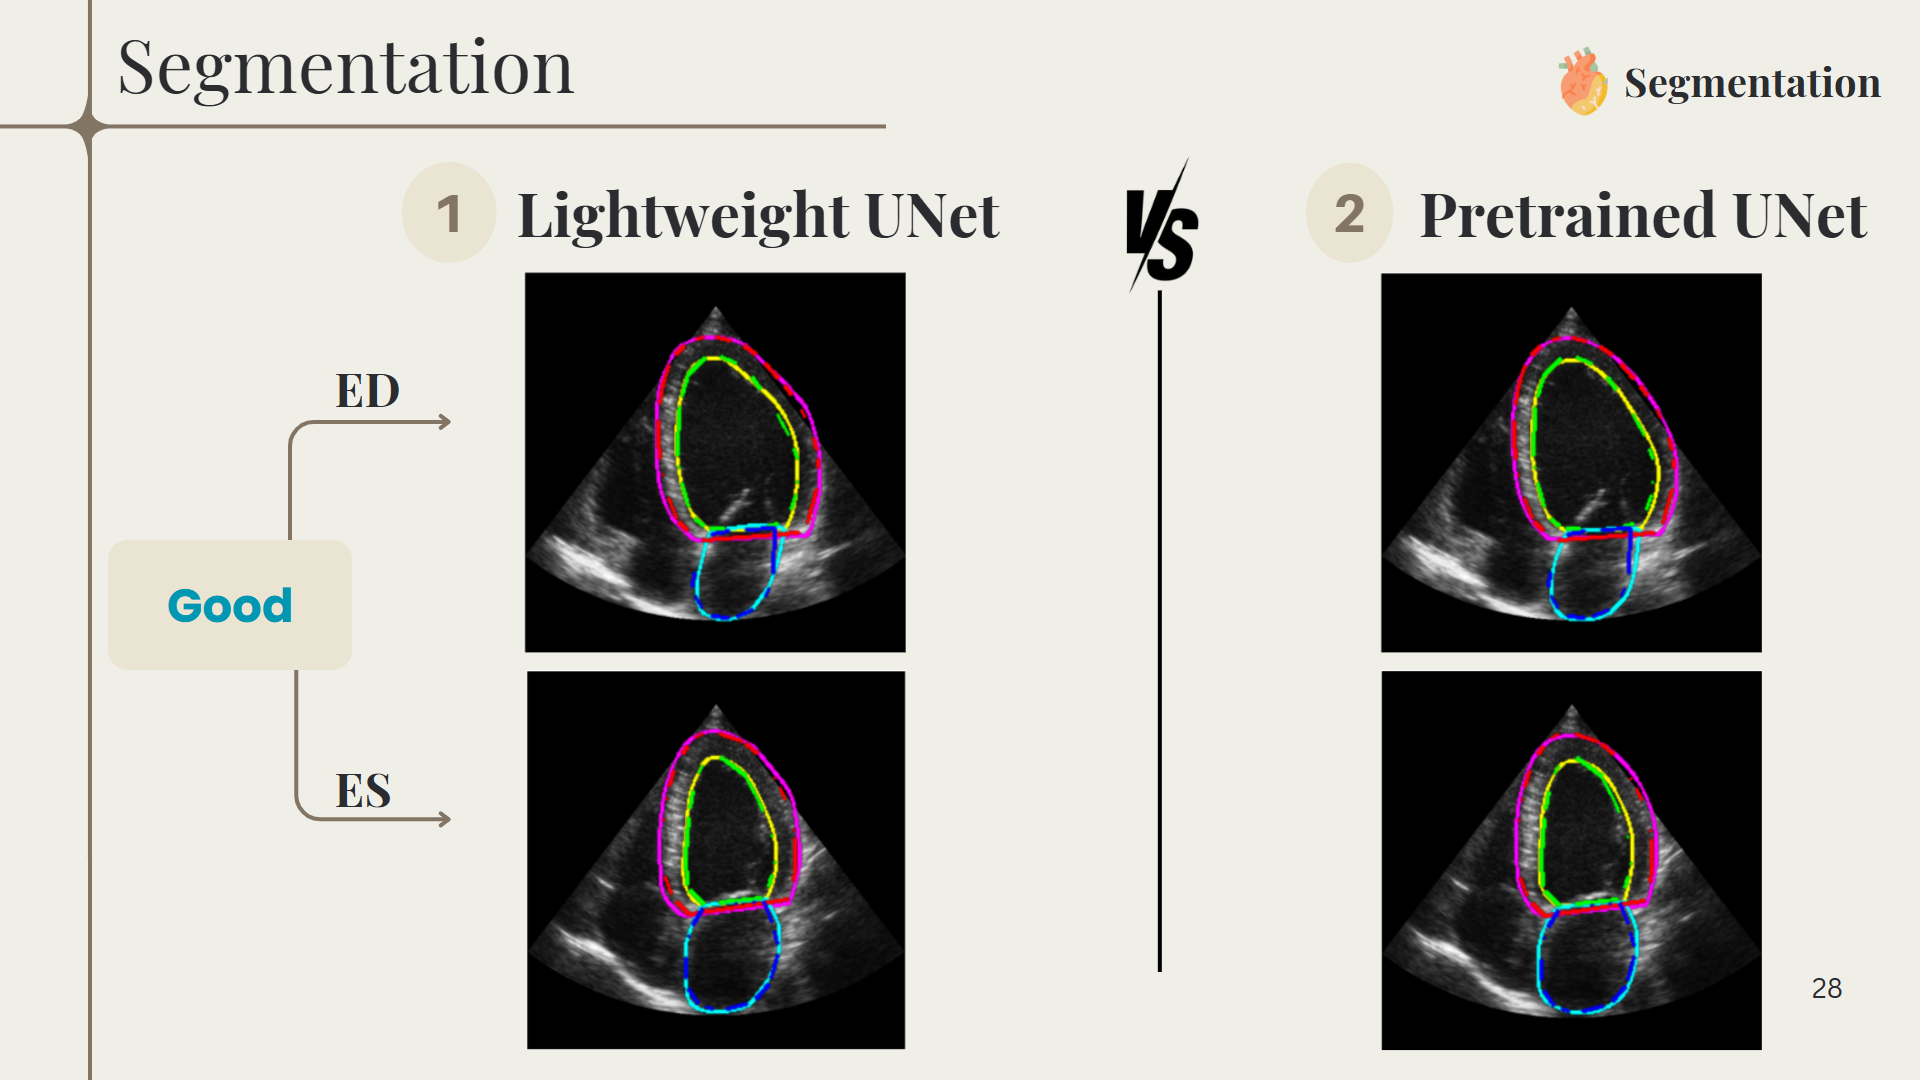 Segmentation
Segmentation
1 Lightweight UNet
VS
2 Pretrained UNet
ED
Good
ES
28